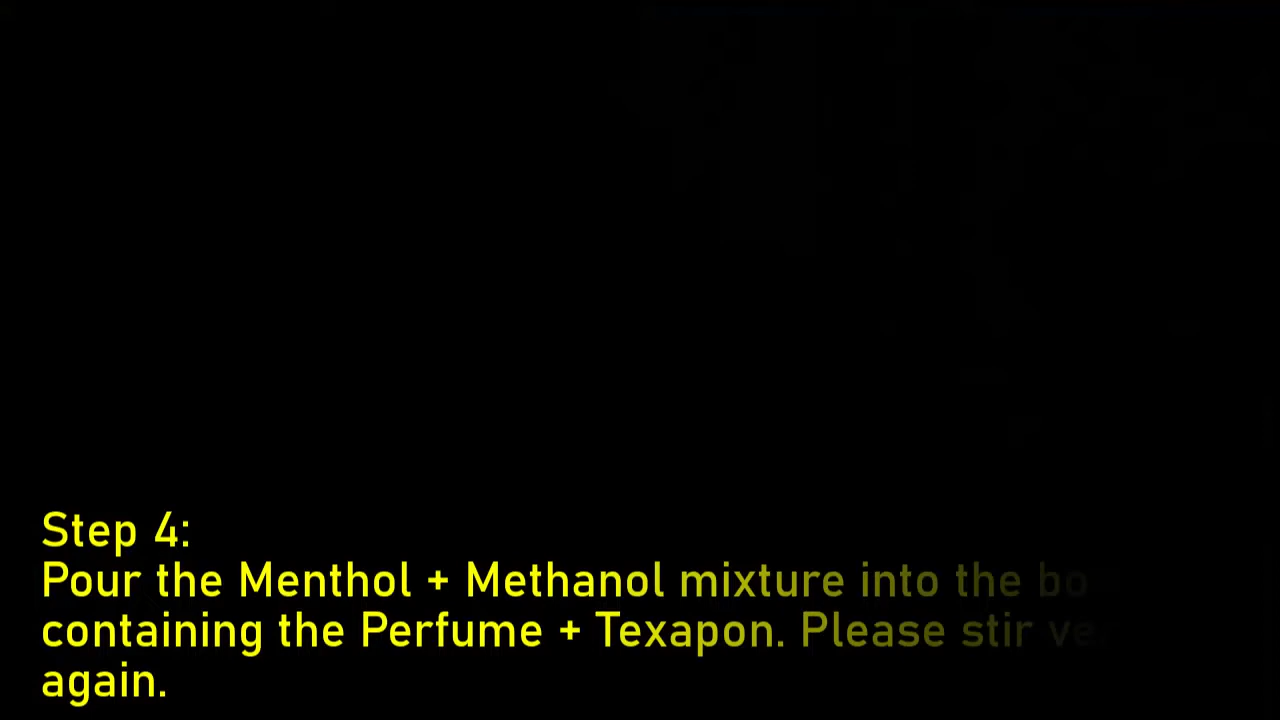 Step 4:
Pour the Menthol + Methanol mixture into the
containing the Perfume + Texapon. Please stir
again.